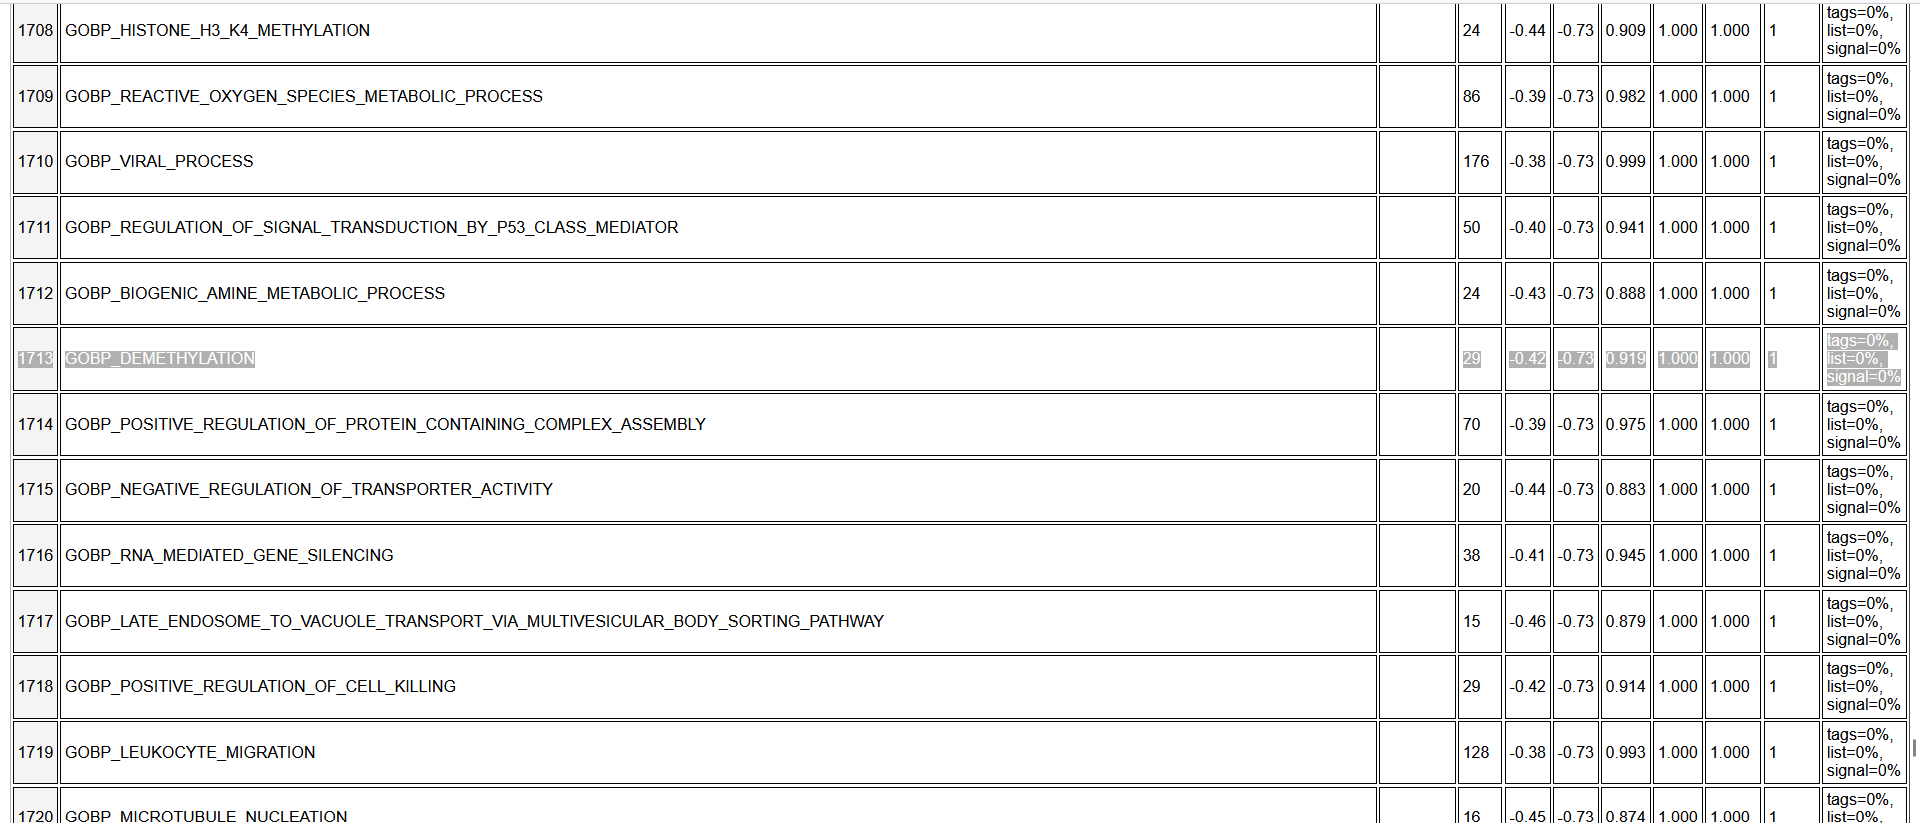 1708 GOBP_HISTONE_H3_K4_METHYLATION 24 -0.44 -0.73 0.909 1.000 1.000 1 tags=0%, list=0%, signal=0%
1709 GOBP_REACTIVE_OXYGEN_SPECIES_METABOLIC_PROCESS 86 -0.39 -0.73 0.982 1.000 1.000 1 tags=0%, list=0%, signal=0%
1710 GOBP_VIRAL_PROCESS 176 -0.38 -0.73 0.999 1.000 1.000 1 tags=0%, list=0%, signal=0%
1711 GOBP_REGULATION_OF_SIGNAL_TRANSDUCTION_BY_P53_CLASS_MEDIATOR 50 -0.40 -0.73 0.941 1.000 1.000 1 tags=0%, list=0%, signal=0%
1712 GOBP_BIOGENIC_AMINE_METABOLIC_PROCESS 24 -0.43 -0.73 0.888 1.000 1.000 1 tags=0%, list=0%, signal=0%
1713 GOBP_DEMETHYLATION 29 -0.42 -0.73 0.919 1.000 1.000 1 tags=0%, list=0%, signal=0%
1714 GOBP_POSITIVE_REGULATION_OF_PROTEIN_CONTAINING_COMPLEX_ASSEMBLY 70 -0.39 -0.73 0.975 1.000 1.000 1 tags=0%, list=0%, signal=0%
1715 GOBP_NEGATIVE_REGULATION_OF_TRANSPORTER_ACTIVITY 20 -0.44 -0.73 0.883 1.000 1.000 1 tags=0%, list=0%, signal=0%
1716 GOBP_RNA_MEDIATED_GENE_SILENCING 38 -0.41 -0.73 0.945 1.000 1.000 1 tags=0%, list=0%, signal=0%
1717 GOBP_LATE_ENDOSOME_TO_VACUOLE_TRANSPORT_VIA_MULTIVESICULAR_BODY_SORTING_PATHWAY 15 -0.46 -0.73 0.879 1.000 1.000 1 tags=0%, list=0%, signal=0%
1718 GOBP_POSITIVE_REGULATION_OF_CELL_KILLING 29 -0.42 -0.73 0.914 1.000 1.000 1 tags=0%, list=0%, signal=0%
1719 GOBP_LEUKOCYTE_MIGRATION 128 -0.38 -0.73 0.993 1.000 1.000 1 tags=0%, list=0%, signal=0%
1720 GOBP_MICROTUBULE_NUCLEATION 16 -0.45 -0.73 0.874 1.000 1.000 1 tags=0%, list=0%,